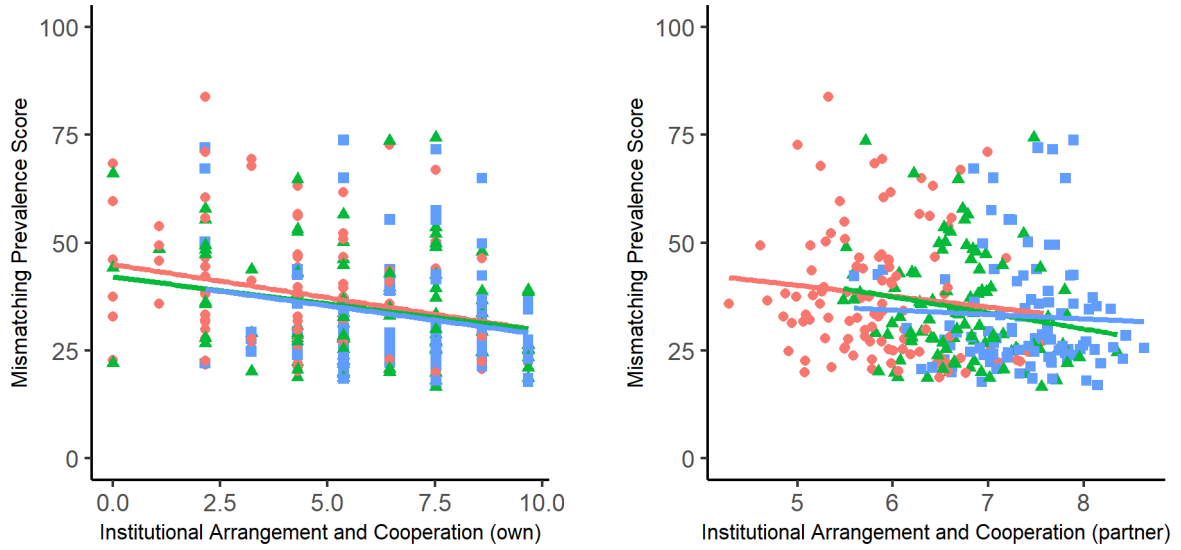 Mismatching Prevalence Score
100
75
50
25
0
0.0 2.5 5.0 7.5 10.0
Institutional Arrangement and Cooperation (own)
Mismatching Prevalence Score
100
75
50
25
0
5 6 7 8
Institutional Arrangement and Cooperation (partner)